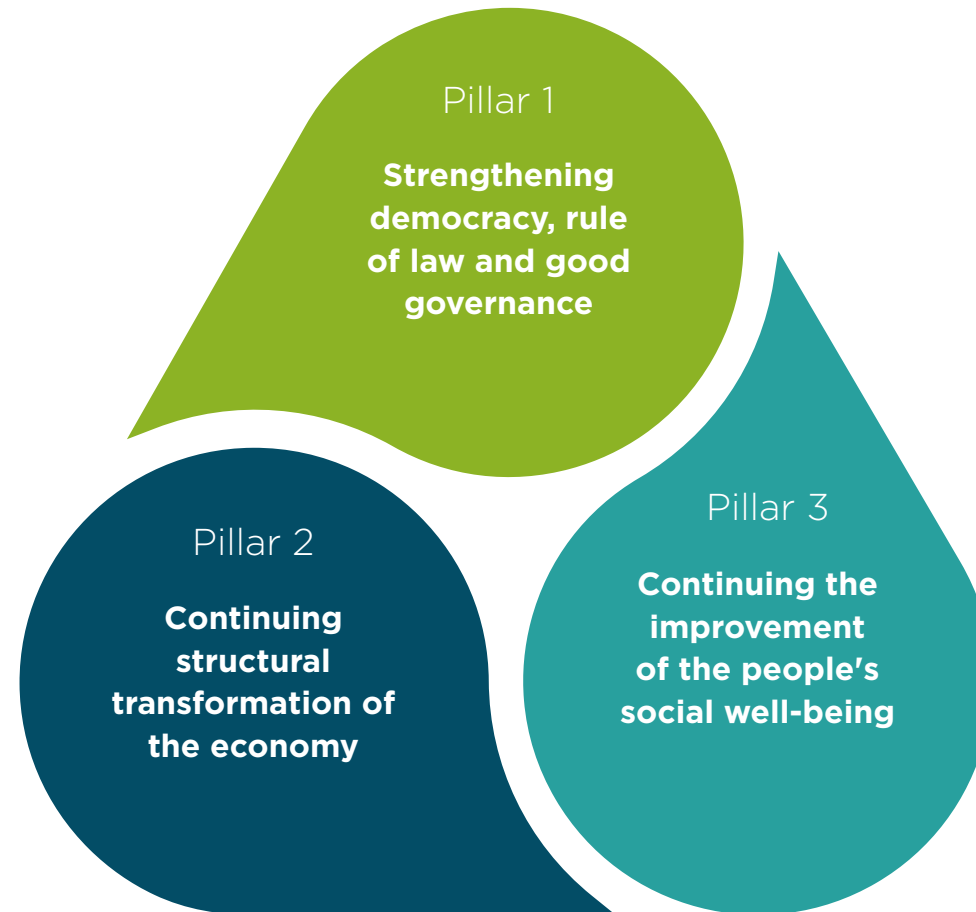 Pillar 1
Strengthening
democracy, rule
of law and good
governance
Pillar 2
Continuing
structural
transformation of
the economy
Pillar 3
Continuing the
improvement
of the people's
social well-being